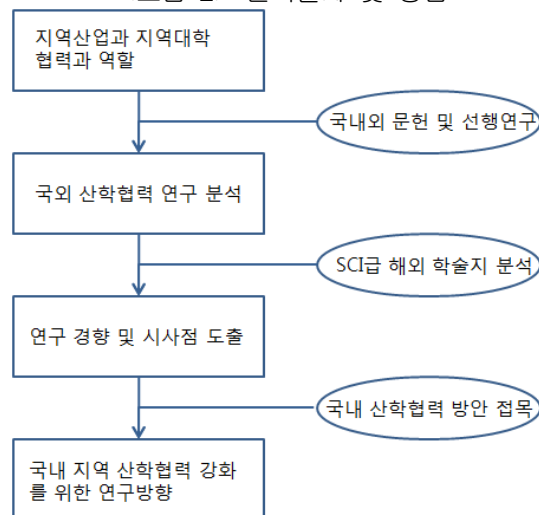 지역산업과 지역대학
협력과 역할
국내외 문헌 및 선행연구
국외 산학협력 연구 분석
SCI급 해외 학술지 분석
연구 경향 및 시사점 도출
국내 산학협력 방안 접목
국내 지역 산학협력 강화
를 위한 연구방향